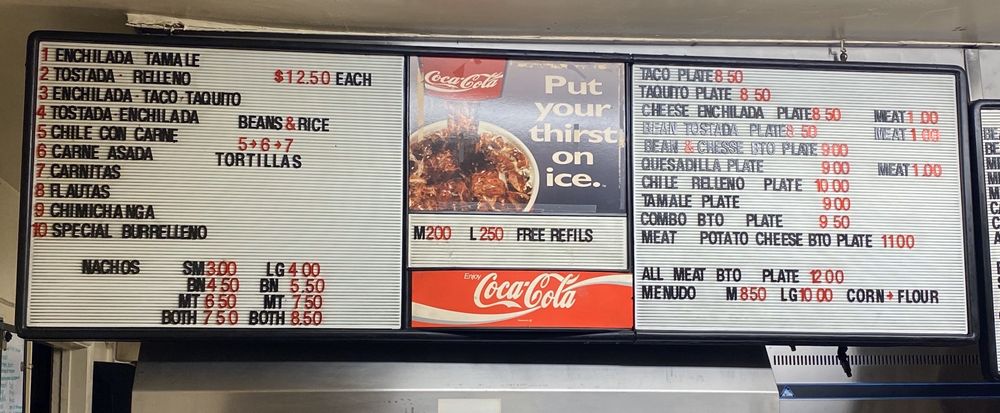 1 ENCHILADA TAMALE
2 TOSTADA · RELLENO
$12.50 EACH
3 ENCHILADA·TACO·TAQUITO
4 TOSTADA·ENCHILADA
BEANS & RICE
5 CHILE CON CARNE
5→6→7
6 CARNE ASADA
TORTILLAS
7 CARNITAS
8 FLAUTAS
9 CHIMICHANGA
10 SPECIAL BURRELLENO
NACHOS SM 3.00 LG 4 00
BN 4 50 BN 5.50
MT 6 50 MT 7 50
BOTH 7 5 0 BOTH 8.50
Coca-Cola
Put
your
thirst
on
ice.
M 200 L 250 FREE REFILS
Enjoy
Coca-Cola
TACO PLATE 8 50
TAQUITO PLATE 8 50
CHEESE ENCHILADA PLATE 8 50 MEAT 1 00
BEAN TOSTADA PLATE 8 50 MEAT 1 00
BEAN & CHESSE BTO PLATE 9 00
QUESADILLA PLATE 9 00 MEAT 1.00
CHILE RELLENO PLATE 10 00
TAMALE PLATE 9 00
COMBO BTO PLATE 9 50
MEAT POTATO CHEESE BTO PLATE 11 00
ALL MEAT BTO PLATE 12 00
MENUDO M 8 50 LG 10 00 CORN→FLOUR